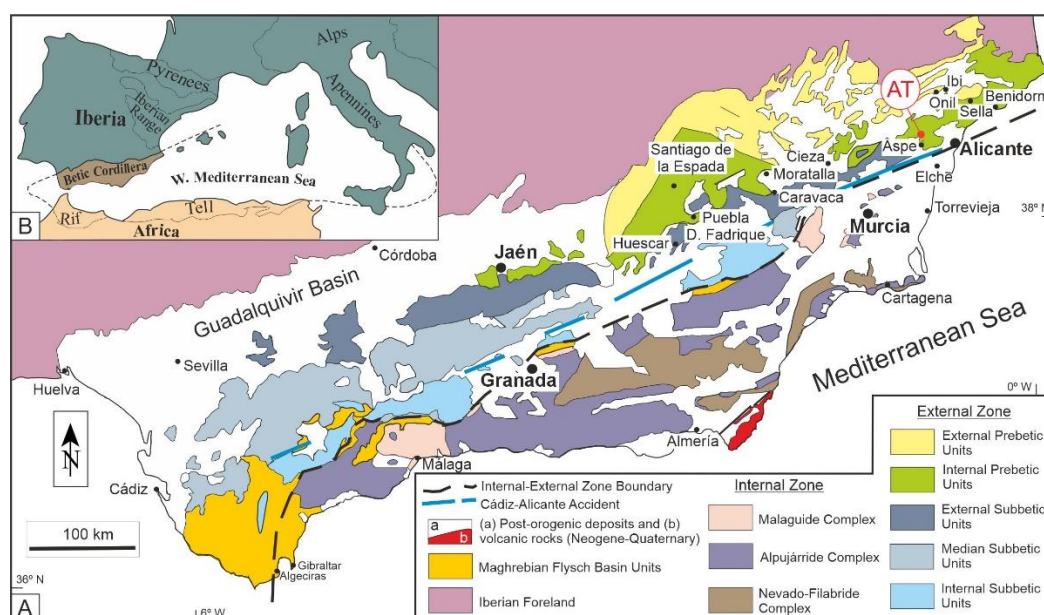 Alps
Pyrenees
Iberian
Range
Apennines
Iberia
Betic Cordillera
W. Mediterranean Sea
Rif
Tell
Africa
B
AT
Ibi
Onil
Benidorm
Sella
Aspe
Alicante
Santiago de
la Espada
Cieza
Moratalla
Elche
Caravaca
Torrevieja
38 N
Murcia
Puebla
D. Fadrique
Huescar
Jaén
Córdoba
Guadalquivir Basin
Cartagena
Sevilla
Mediterranean Sea
Huelva
Granada
0° W
N
Almería
Málaga
Cádiz
100 km
Gibraltar
Algeciras
36 N
6° W
A
Internal-External Zone Boundary
Cádiz-Alicante Accident
a
b
(a) Post-orogenic deposits and (b)
volcanic rocks (Neogene-Quaternary)
Maghrebian Flysch Basin Units
Iberian Foreland
Internal Zone
Malaguide Complex
Alpujárride Complex
Nevado-Filabride
Complex
External Zone
External Prebetic
Units
Internal Prebetic
Units
External Subbetic
Units
Median Subbetic
Units
Internal Subbetic
Units